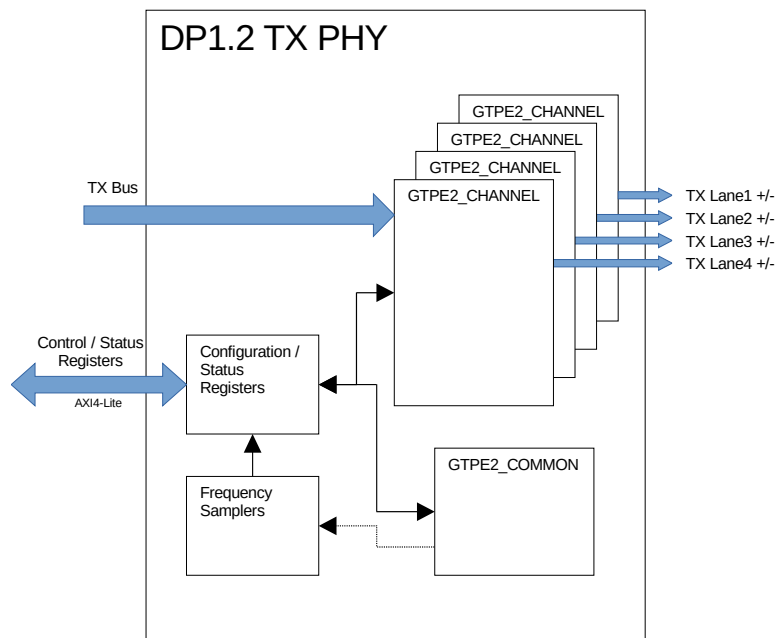 DP1.2 TX PHY
GTPE2_CHANNEL
GTPE2_CHANNEL
GTPE2_CHANNEL
GTPE2_CHANNEL
TX Bus
TX Lane1 +/-
TX Lane2 +/-
TX Lane3 +/-
TX Lane4 +/-
Control / Status
Registers
AXI4-Lite
Configuration /
Status
Registers
GTPE2_COMMON
Frequency
Samplers